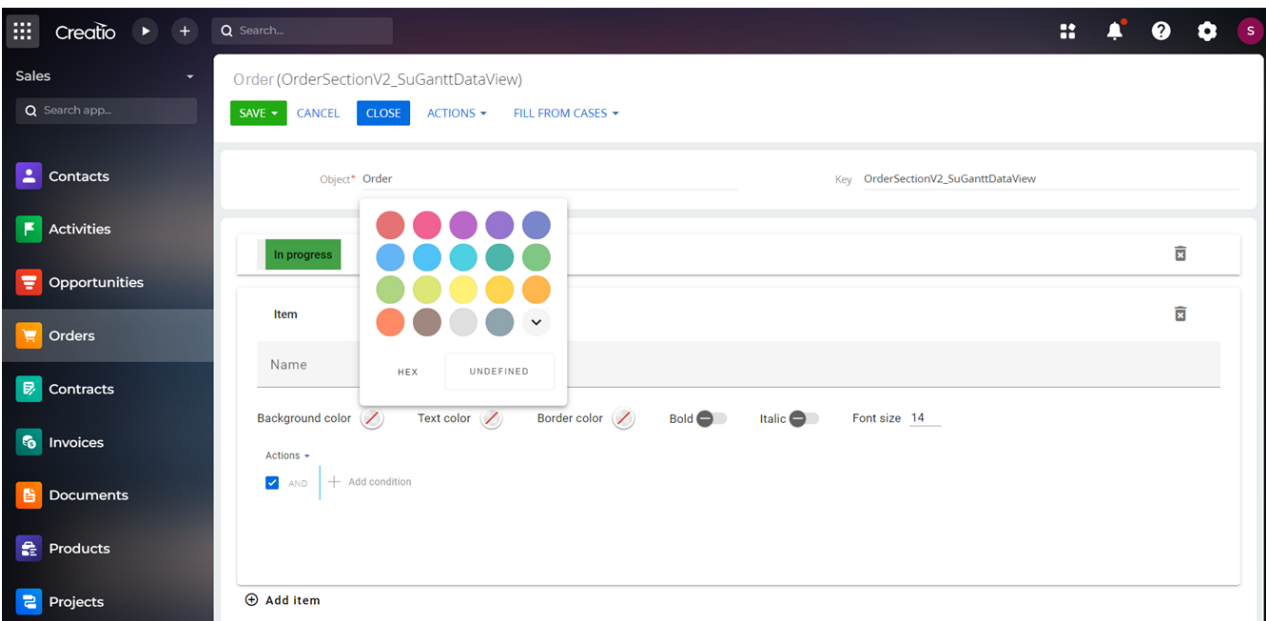 Creatio
Search...
S
Sales
Search app...
Contacts
Activities
Opportunities
Orders
Contracts
Invoices
Documents
Products
Projects
Order (OrderSectionV2_SuGanttDataView)
SAVE CANCEL CLOSE ACTIONS FILL FROM CASES
Object* Order
Key OrderSectionV2_SuGanttDataView
In progress
Item
Name
HEX UNDEFINED
Background color Text color Border color Bold Italic Font size 14
Actions
AND Add condition
Add item